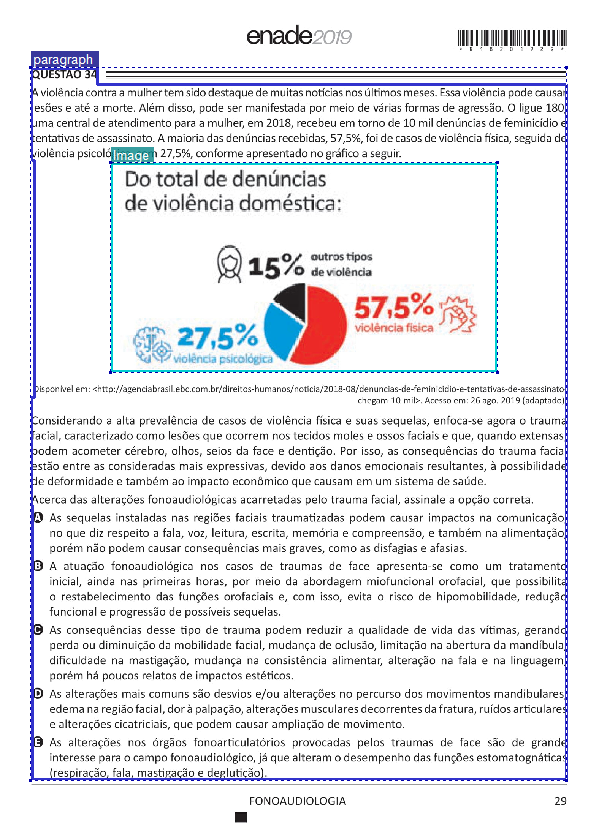 enade2019
paragraph
QUESTÃO 34
A violência contra a mulher tem sido destaque de muitas notícias nos últimos meses. Essa violência pode causar
lesões e até a morte. Além disso, pode ser manifestada por meio de várias formas de agressão. O ligue 180,
uma central de atendimento para a mulher, em 2018, recebeu em torno de 10 mil denúncias de feminicídio e
tentativas de assassinato. A maioria das denúncias recebidas, 57,5%, foi de casos de violência física, seguida de
violência 27,5%, conforme apresentado no gráfico a seguir.
Image
Do total de denúncias
de violência doméstica:
15% outros tipos
de violência
57,5%
violência física
27,5%
violência psicológica
Disponível em: <http://agenciabrasil.ebc.com.br/direitos-humanos/noticia/2018-08/denuncias-de-feminicidio-e-tentativas-de-assassinato-
chegam-10-mil>. Acesso em: 26 ago. 2019 (adaptado).
Considerando a alta prevalência de casos de violência física e suas sequelas, enfoca-se agora o trauma
facial, caracterizado como lesões que ocorrem nos tecidos moles e ossos faciais e que, quando extensas,
podem acometer cérebro, olhos, seios da face e dentição. Por isso, as consequências do trauma facial
estão entre as consideradas mais expressivas, devido aos danos emocionais resultantes, à possibilidade
de deformidade e também ao impacto econômico que causam em um sistema de saúde.
Acerca das alterações fonoaudiológicas acarretadas pelo trauma facial, assinale a opção correta.
A As sequelas instaladas nas regiões faciais traumatizadas podem causar impactos na comunicação,
no que diz respeito a fala, voz, leitura, escrita, memória e compreensão, e também na alimentação,
porém não podem causar consequências mais graves, como as disfagias e afasias.
B A atuação fonoaudiológica nos casos de traumas de face apresenta-se como um tratamento
inicial, ainda nas primeiras horas, por meio da abordagem miofuncional orofacial, que possibilita
o restabelecimento das funções orofaciais e, com isso, evita o risco de hipomobilidade, redução
funcional e progressão de possíveis sequelas.
C As consequências desse tipo de trauma podem reduzir a qualidade de vida das vítimas, gerando
perda ou diminuição da mobilidade facial, mudança de oclusão, limitação na abertura da mandíbula,
dificuldade na mastigação, mudança na consistência alimentar, alteração na fala e na linguagem,
porém há poucos relatos de impactos estéticos.
D As alterações mais comuns são desvios e/ou alterações no percurso dos movimentos mandibulares,
edema na região facial, dor à palpação, alterações musculares decorrentes da fratura, ruídos articulares
e alterações cicatriciais, que podem causar ampliação de movimento.
E As alterações nos órgãos fonoarticulatórios provocadas pelos traumas de face são de grande
interesse para o campo fonoaudiológico, já que alteram o desempenho das funções estomatognáticas
(respiração, fala, mastigação e deglutição).
FONOAUDIOLOGIA
29